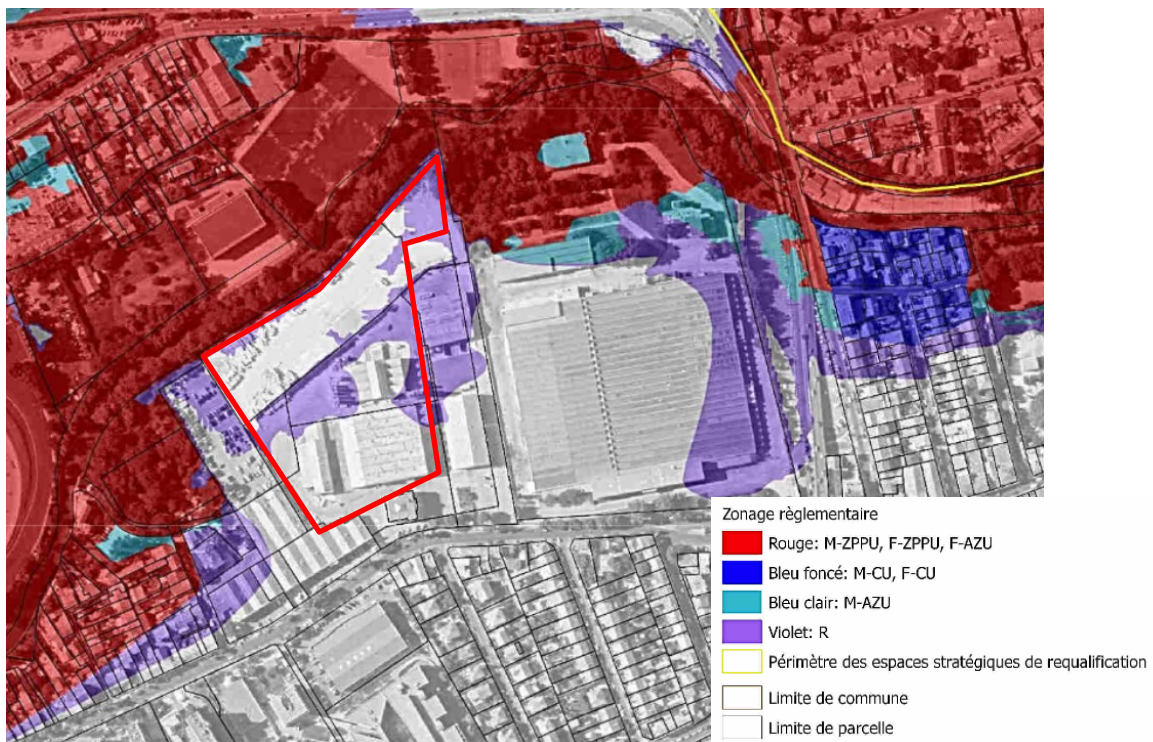 Zonage règlementaire
Rouge: M-ZPPU, F-ZPPU, F-AZU
Bleu foncé: M-CU, F-CU
Bleu clair: M-AZU
Violet: R
Périmètre des espaces stratégiques de requalification
Limite de commune
Limite de parcelle